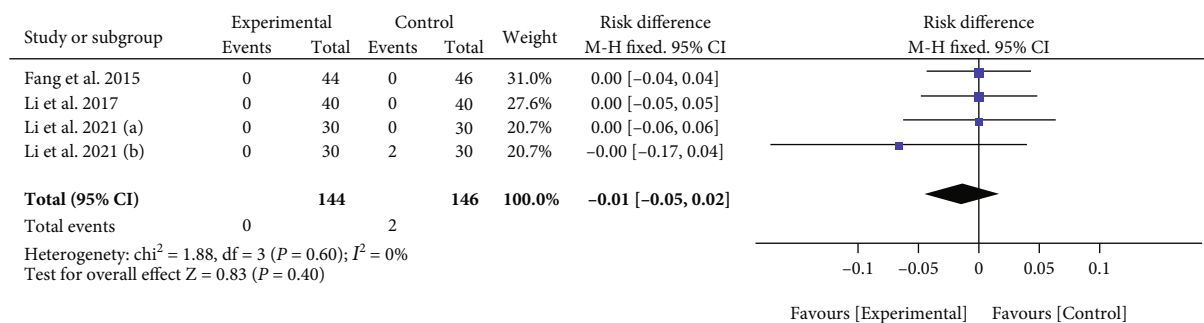 Study or subgroup Experimental Control Weight Risk difference Risk difference
Events Total Events Total M-H fixed. 95% CI M-H fixed. 95% CI
Fang et al. 2015 0 44 0 46 31.0% 0.00 [–0.04, 0.04]
Li et al. 2017 0 40 0 40 27.6% 0.00 [–0.05, 0.05]
Li et al. 2021 (a) 0 30 0 30 20.7% 0.00 [–0.06, 0.06]
Li et al. 2021 (b) 0 30 2 30 20.7% –0.00 [–0.17, 0.04]
Total (95% CI) 144 146 100.0% –0.01 [–0.05, 0.02]
Total events 0 2
Heterogenety: chi² = 1.88, df = 3 (P = 0.60); I² = 0%
Test for overall effect Z = 0.83 (P = 0.40)
–0.1 –0.05 0 0.05 0.1
Favours [Experimental] Favours [Control]